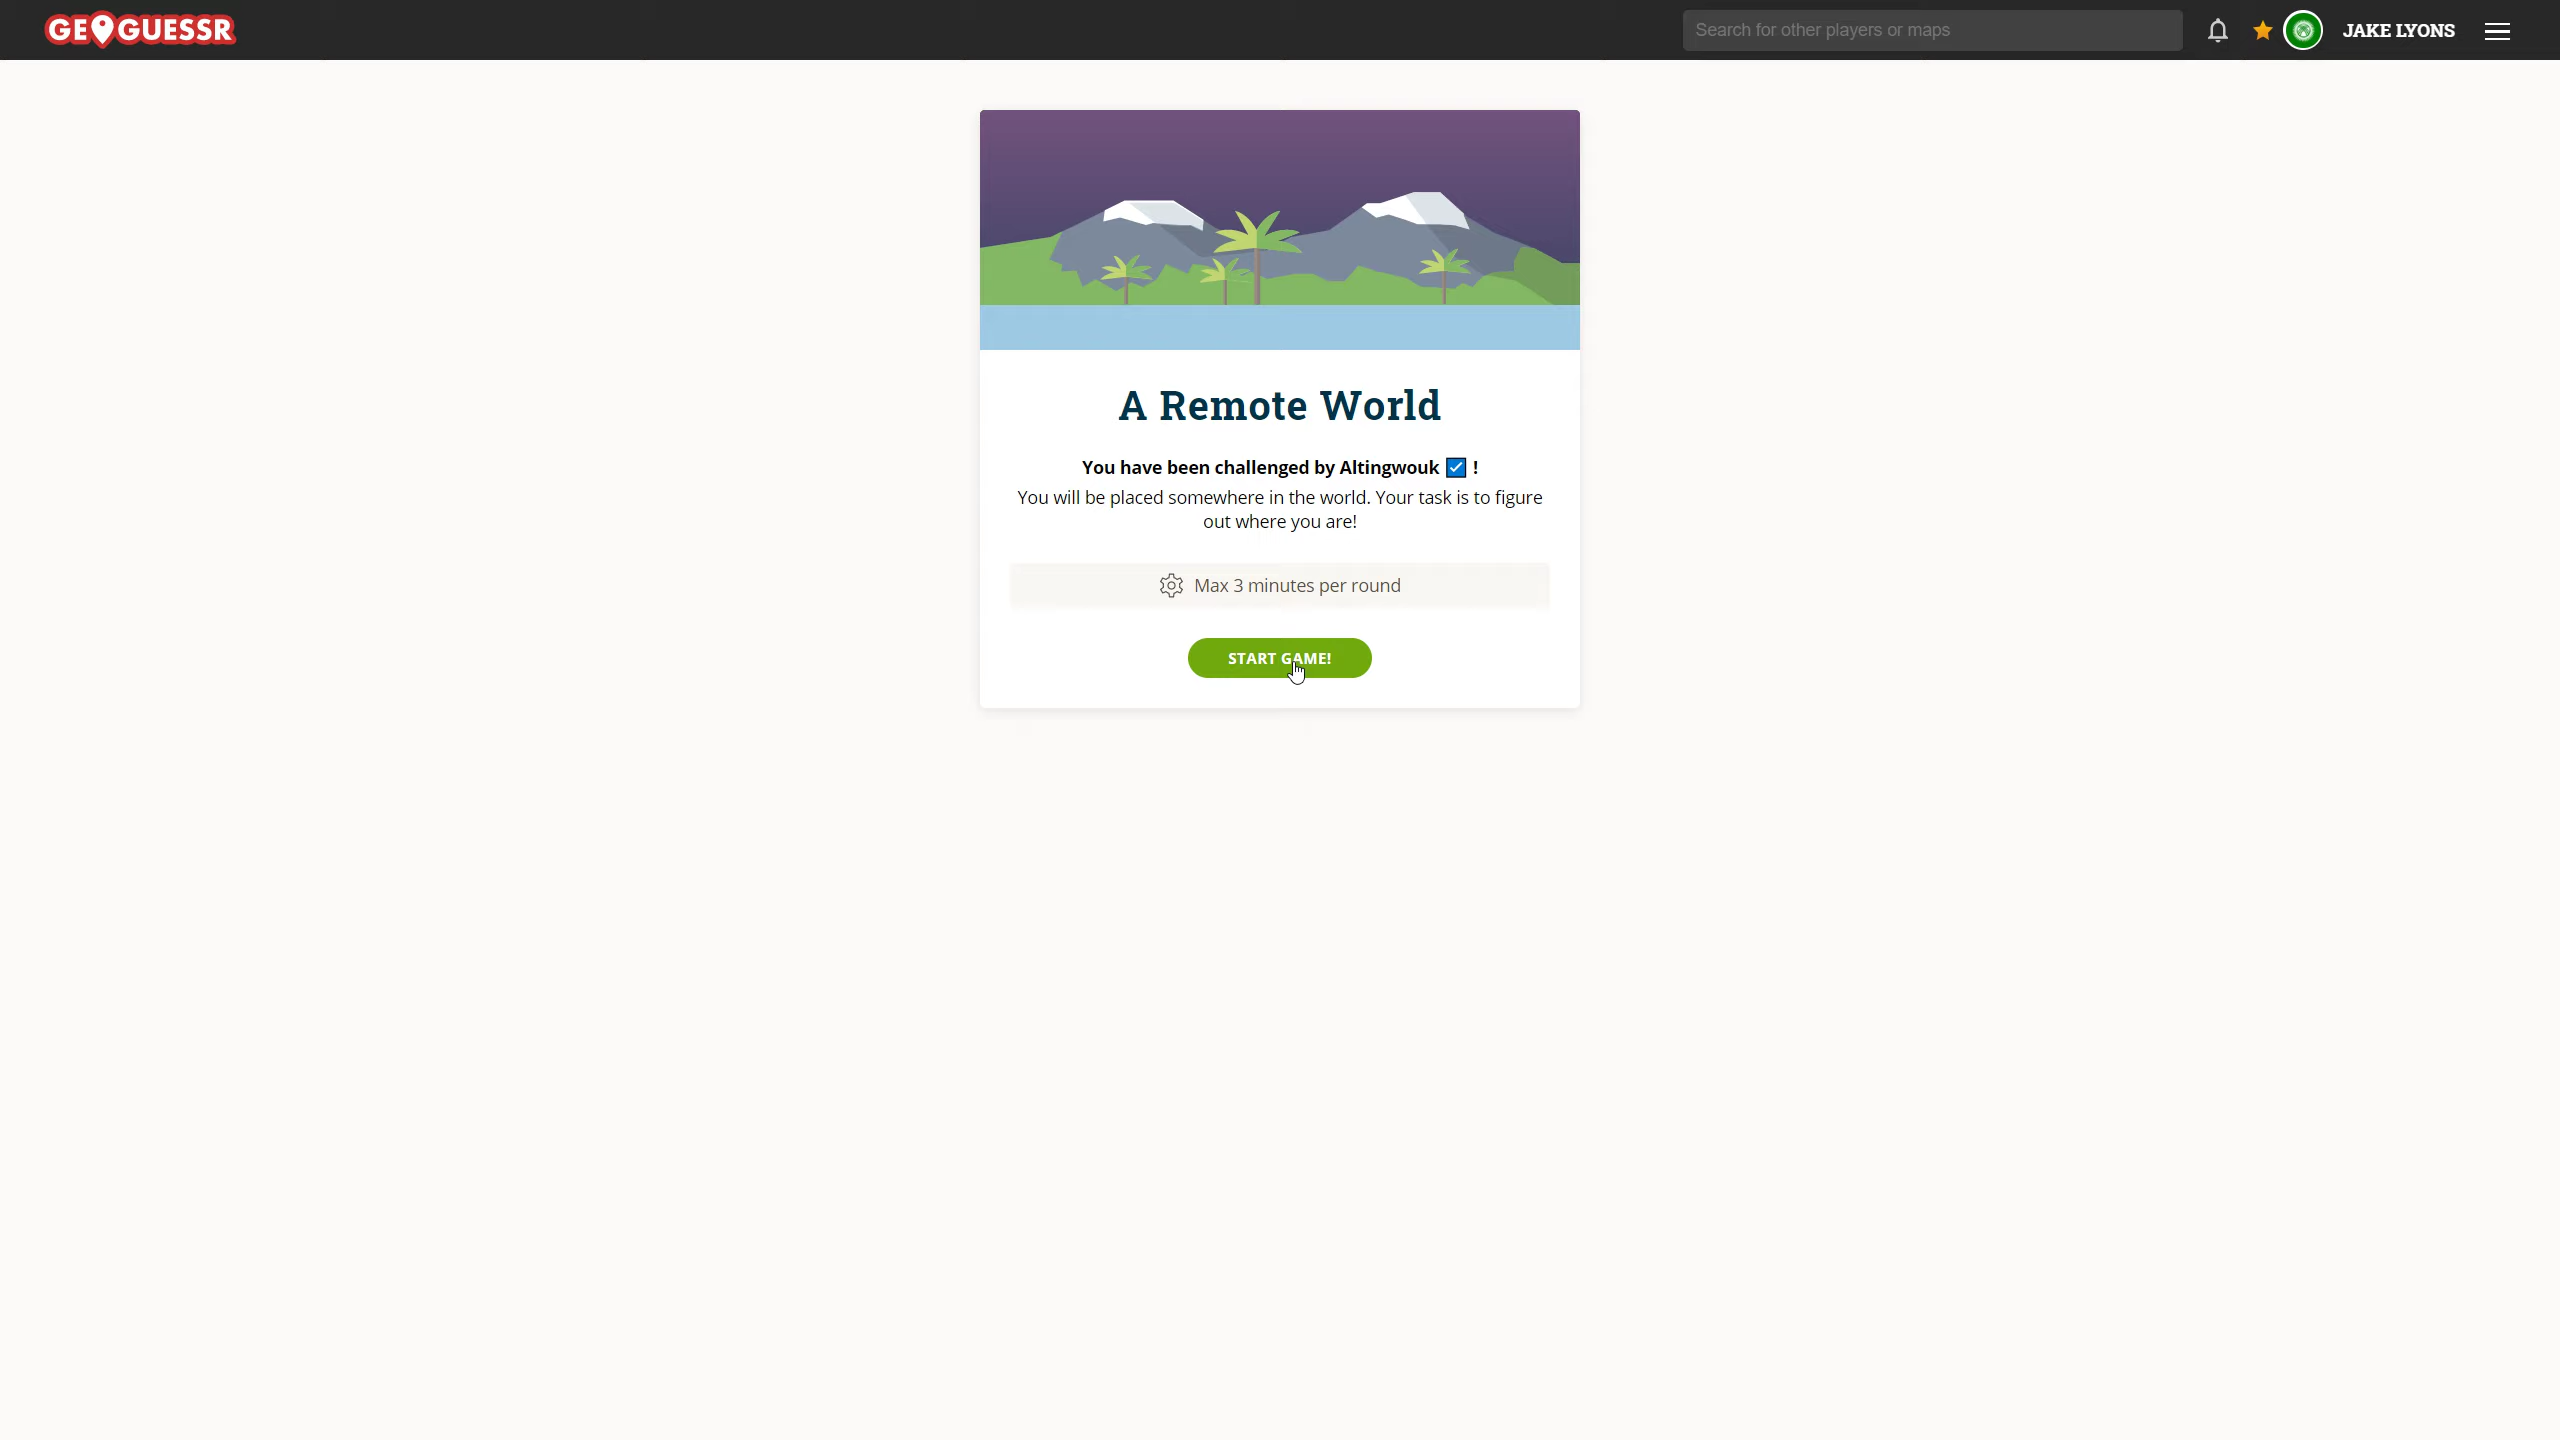 GEOGUESSR
Search for other players or maps
JAKE LYONS
A Remote World
You have been challenged by Altingwouk ☑ !
You will be placed somewhere in the world. Your task is to figure
out where you are!
Max 3 minutes per round
START GAME!